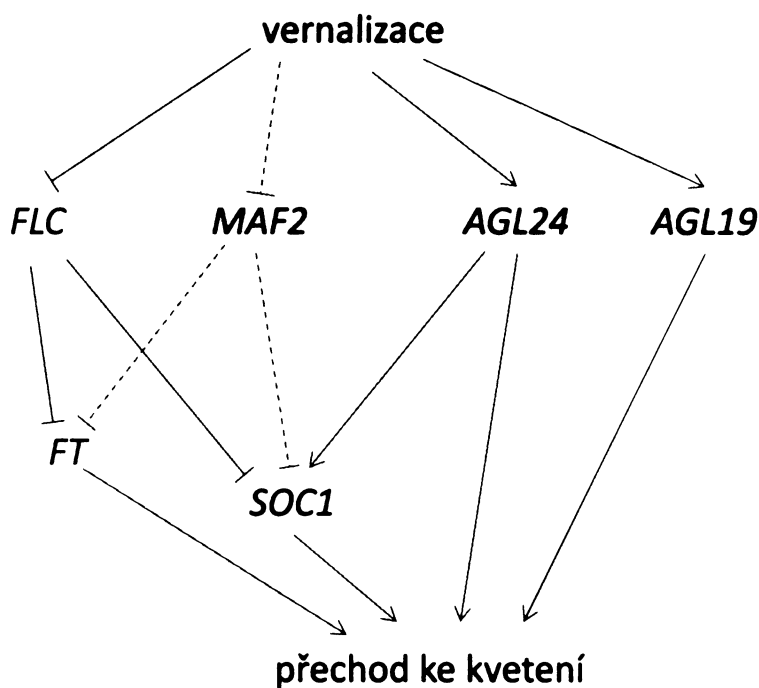 vernalizace
FLC MAF2 AGL24 AGL19
FT
SOC1
přechod ke kvetení